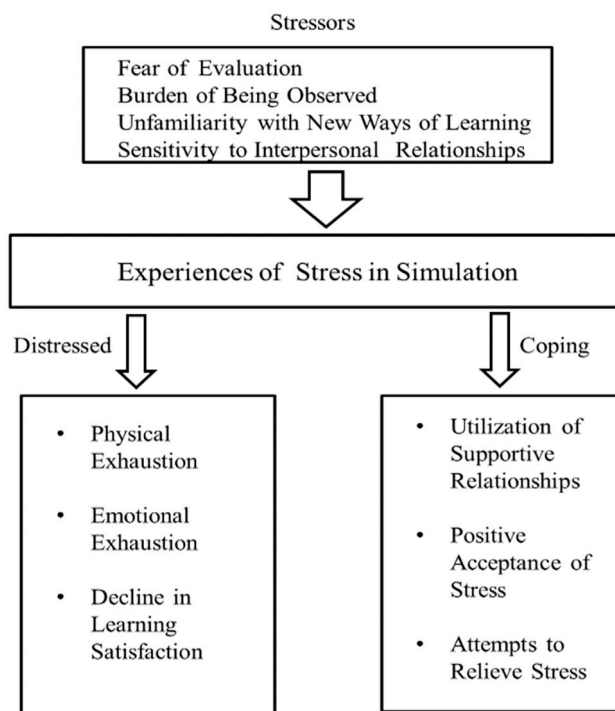 Stressors
Fear of Evaluation
Burden of Being Observed
Unfamiliarity with New Ways of Learning
Sensitivity to Interpersonal Relationships
Experiences of Stress in Simulation
Distressed
Coping
• Physical
Exhaustion
• Emotional
Exhaustion
• Decline in
Learning
Satisfaction
• Utilization of
Supportive
Relationships
• Positive
Acceptance of
Stress
• Attempts to
Relieve Stress